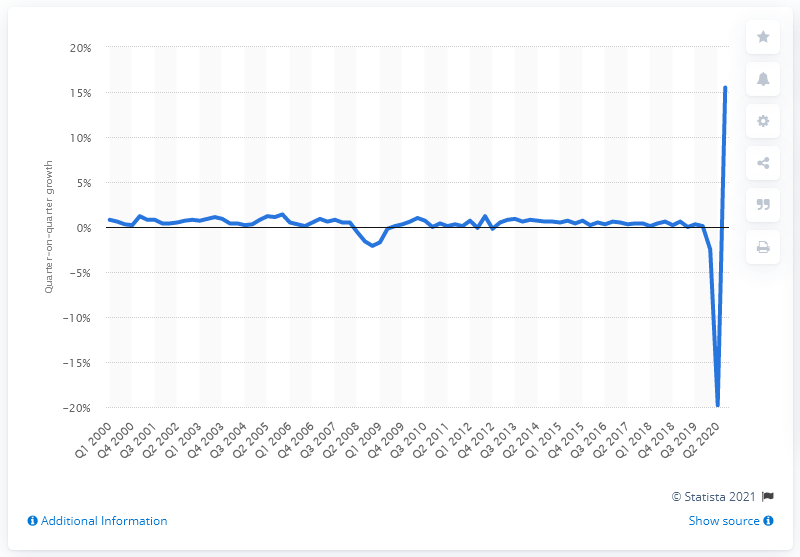 20%
15%
10%
5%
0%
-5%
-10%
-15%
-20%
Quarter-on-quarter growth
Q1 2000
Q4 2000
Q3 2001
Q2 2002
Q1 2003
Q4 2003
Q3 2004
Q2 2005
Q1 2006
Q4 2006
Q3 2007
Q2 2008
Q1 2009
Q4 2009
Q3 2010
Q2 2011
Q1 2012
Q4 2012
Q3 2013
Q2 2014
Q1 2015
Q4 2015
Q3 2016
Q2 2017
Q1 2018
Q4 2018
Q3 2019
Q2 2020
© Statista 2021
Additional Information
Show source